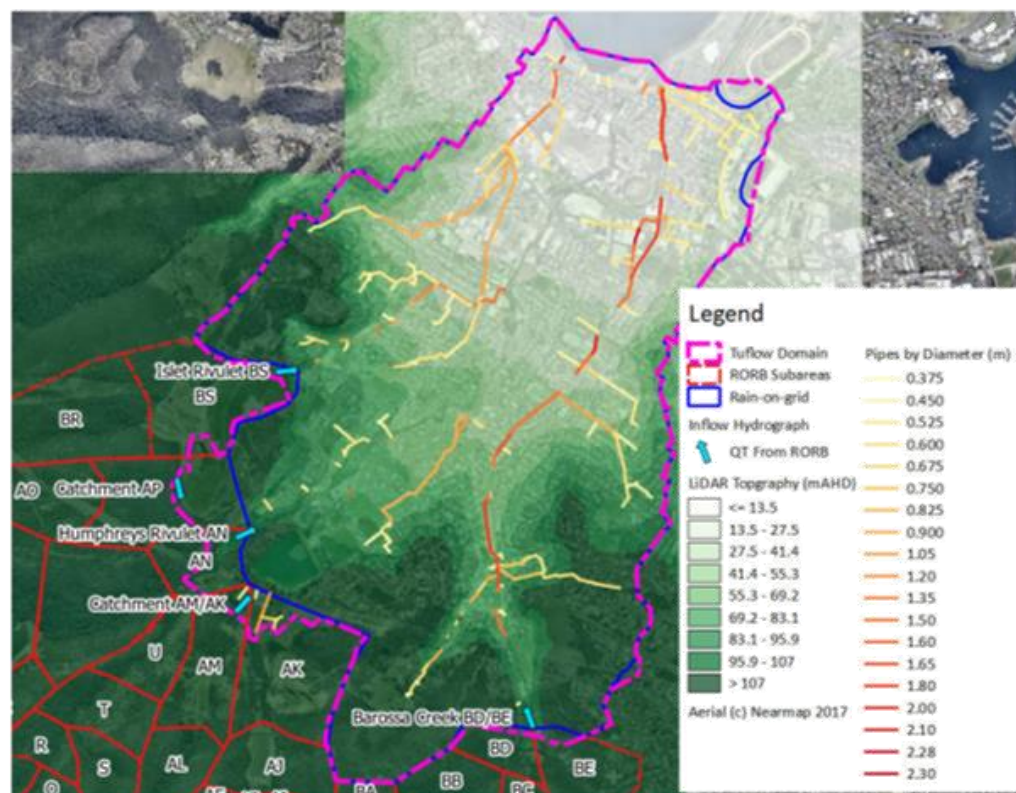 Islet Rivulet BS
BS
BR
AO
Catchment AP
Humphreys Rivulet AN
AN
Catchment AM/AK
U
AM
AK
T
Barossa Creek BD/BE
R
S
AL
AJ
BD
BB
BE
Legend
Tuflow Domain
RORB Subareas
Rain-on-grid
Inflow Hydrograph
QT From RORB
LiDAR Topgraphy (mAHD)
<= 13.5
13.5 - 27.5
27.5 - 41.4
41.4 - 55.3
55.3 - 69.2
69.2 - 83.1
83.1 - 95.9
95.9 - 107
> 107
Aerial (c) Nearmap 2017
Pipes by Diameter (m)
0.375
0.450
0.525
0.600
0.675
0.750
0.825
0.900
1.05
1.20
1.35
1.50
1.60
1.65
1.80
2.00
2.10
2.28
2.30